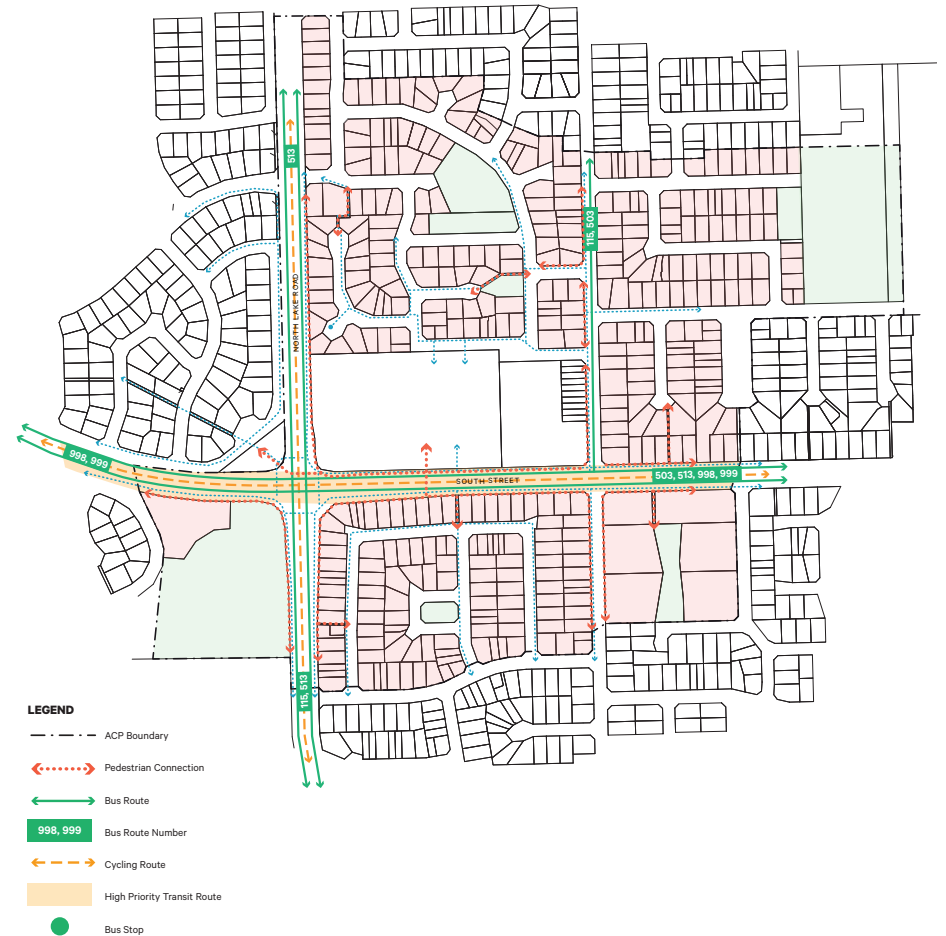 513
115, 503
NORTH LAKE ROAD
998, 999
SOUTH STREET
503, 513, 998, 999
115, 513
LEGEND
ACP Boundary
Pedestrian Connection
Bus Route
998, 999
Bus Route Number
Cycling Route
High Priority Transit Route
Bus Stop